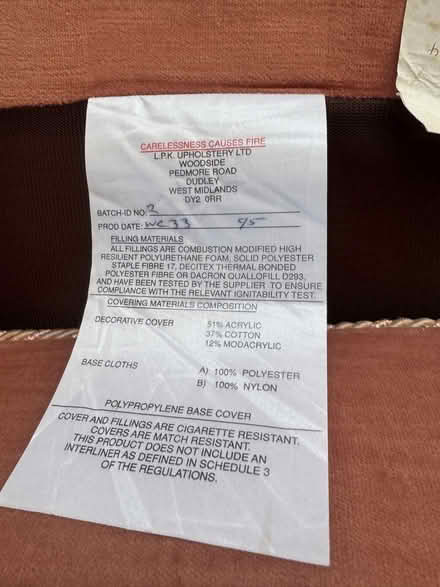 CARELESSNESS CAUSES FIRE
L.P.K. UPHOLSTERY LTD
WOODSIDE
PEDMORE ROAD
DUDLEY
WEST MIDLANDS
DY2 0RR
BATCH-ID NO. 2
PROD DATE: WC 33
FILLING MATERIALS
ALL FILLINGS ARE COMBUSTION MODIFIED HIGH
RESILIENT POLYURETHANE FOAM, SOLID POLYESTER
STAPLE FIBRE 17, DECITEX THERMAL BONDED
POLYESTER FIBRE OR DACRON QUALLOFILL D293,
AND HAVE BEEN TESTED BY THE SUPPLIER TO ENSURE
COMPLIANCE WITH THE RELEVANT IGNITABILITY TEST.
COVERING MATERIALS COMPOSITION
DECORATIVE COVER 51% ACRYLIC
37% COTTON
12% MODACRYLIC
BASE CLOTHS A) 100% POLYESTER
B) 100% NYLON
POLYPROPYLENE BASE COVER
COVER AND FILLINGS ARE CIGARETTE RESISTANT.
COVERS ARE MATCH RESISTANT.
THIS PRODUCT DOES NOT INCLUDE AN
INTERLINER AS DEFINED IN SCHEDULE 3
OF THE REGULATIONS.